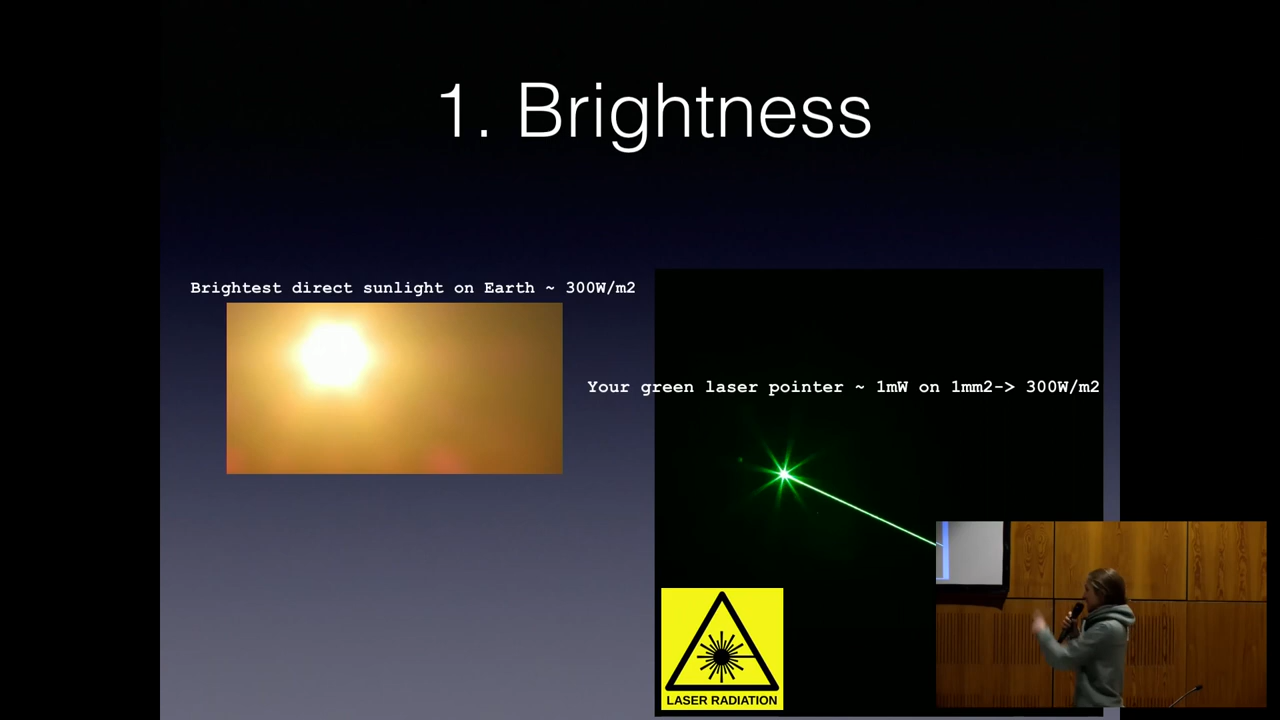 1. Brightness
Brightest direct sunlight on Earth ~ 300W/m2
Your green laser pointer ~ 1mW on 1mm2-> 300W/m2
LASER RADIATION